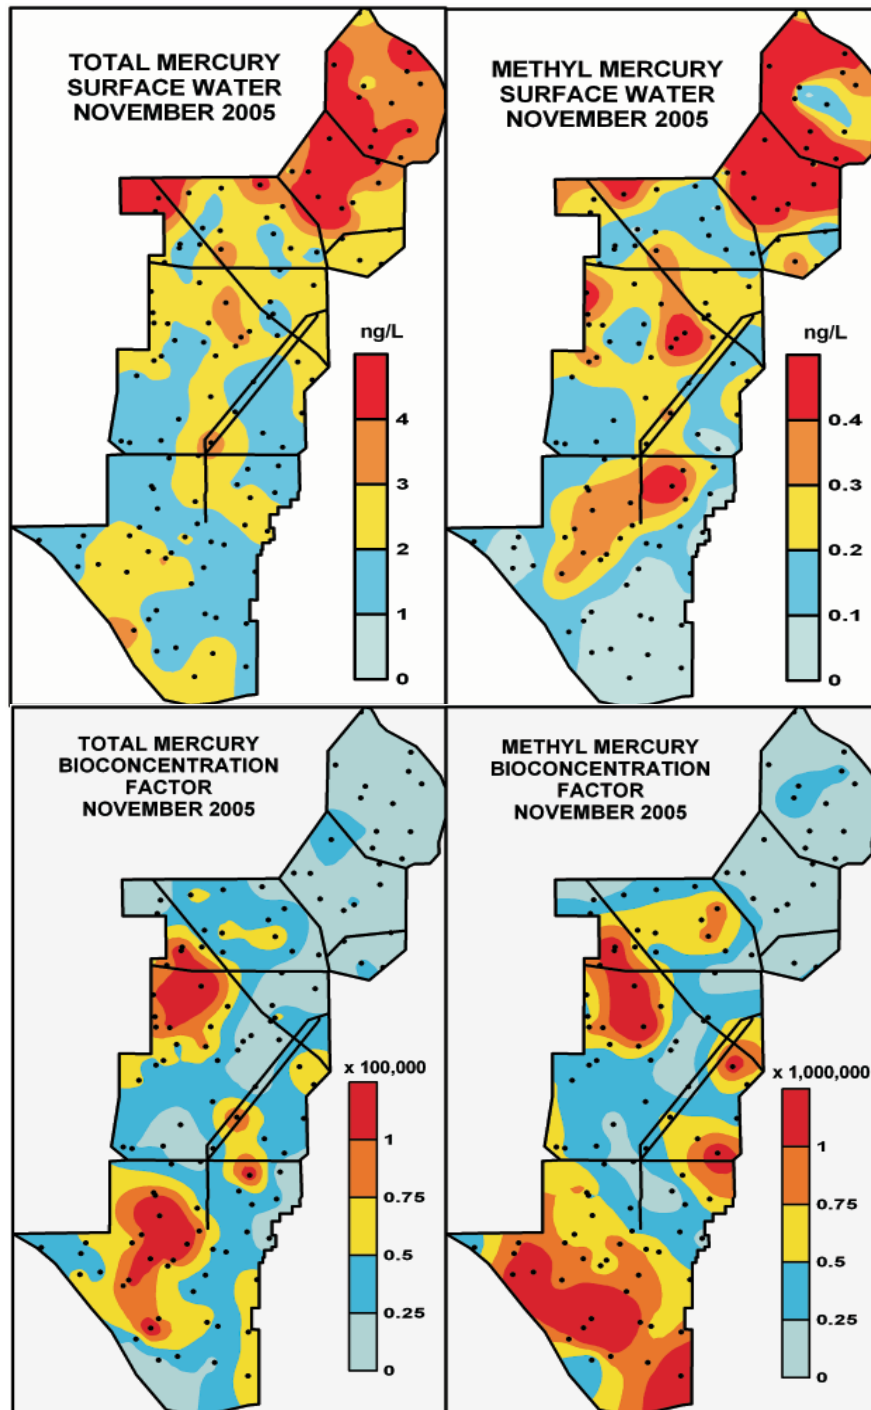 TOTAL MERCURY
SURFACE WATER
NOVEMBER 2005
ng/L
4
3
2
1
0
METHYL MERCURY
SURFACE WATER
NOVEMBER 2005
ng/L
0.4
0.3
0.2
0.1
0
TOTAL MERCURY
BIOCONCENTRATION
FACTOR
NOVEMBER 2005
x 100,000
1
0.75
0.5
0.25
0
METHYL MERCURY
BIOCONCENTRATION
FACTOR
NOVEMBER 2005
x 1,000,000
1
0.75
0.5
0.25
0